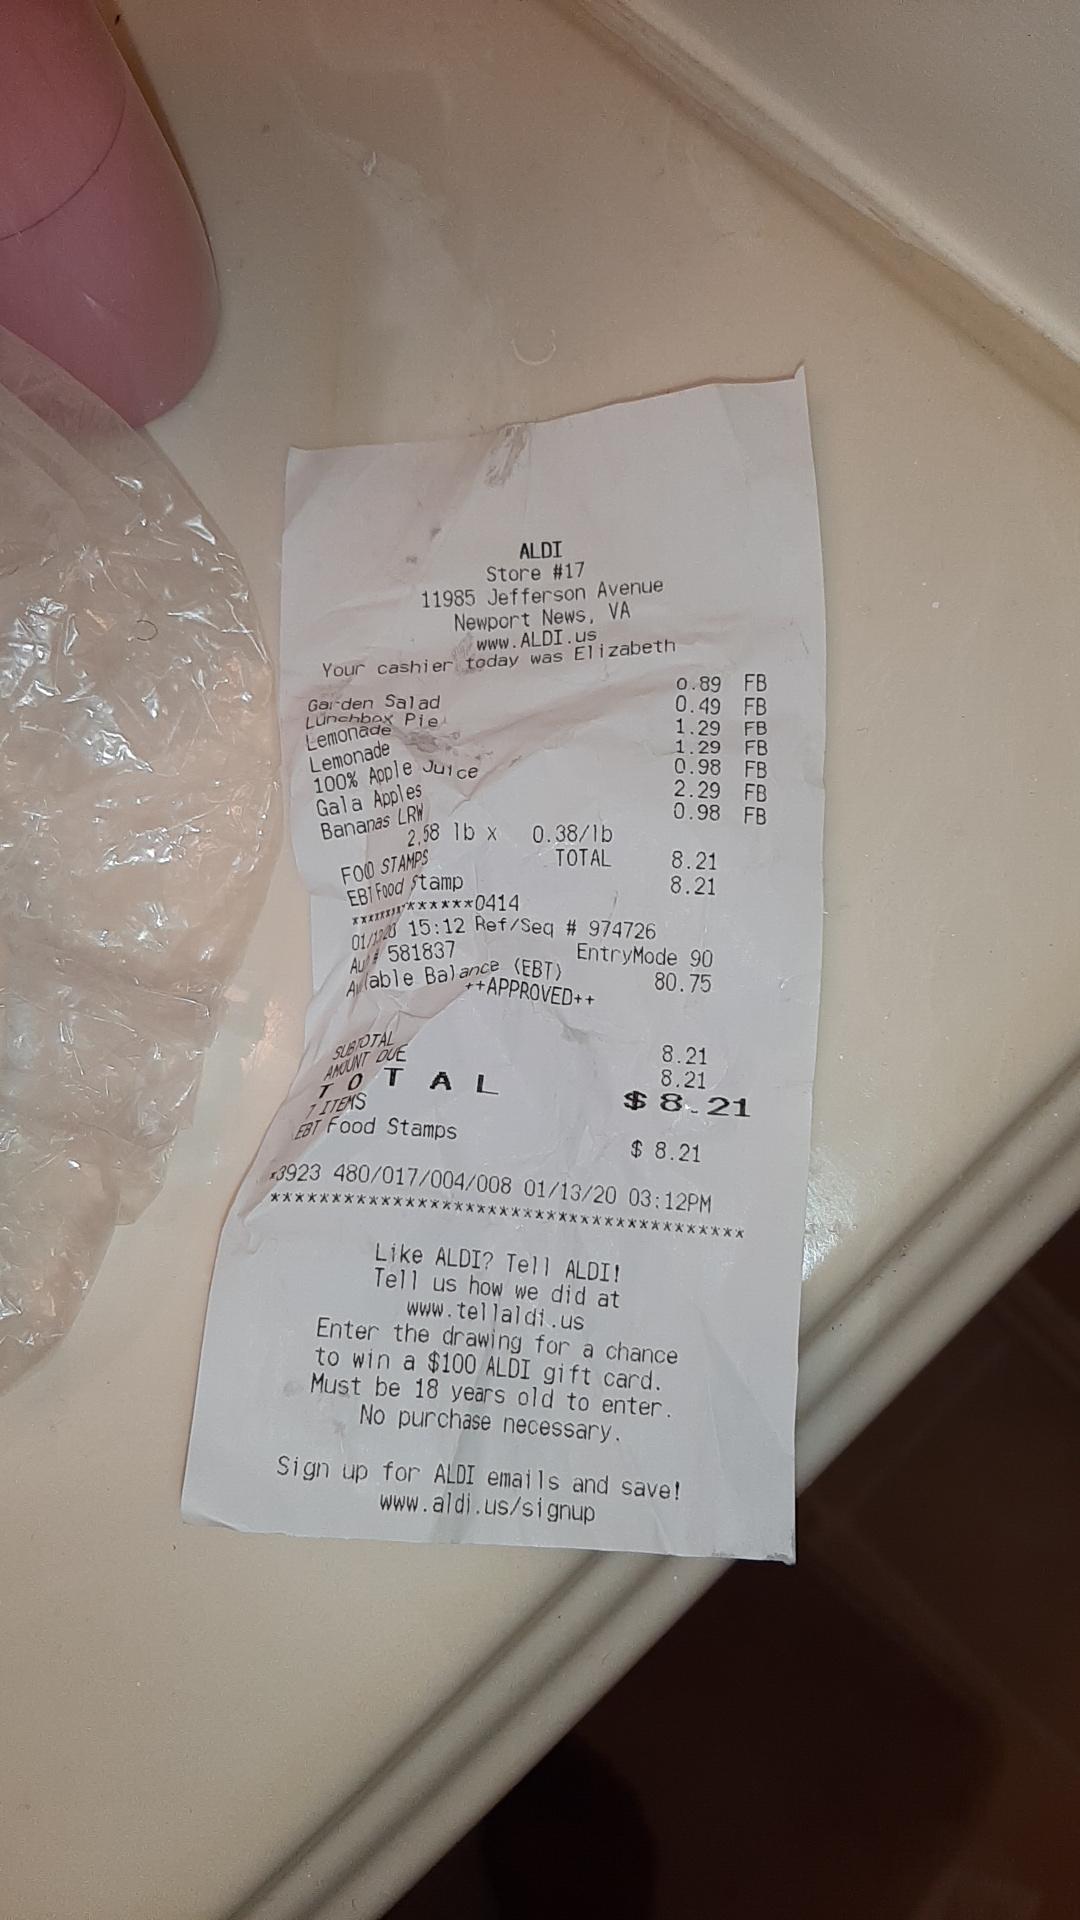 ALDI
Store #17
11985 Jefferson Avenue
Newport News, VA
www.ALDI.us
Your cashier today was Elizabeth
Garden Salad 0.89 FB
Lunchbox Pie 0.49 FB
Lemonade 1.29 FB
Lemonade 1.29 FB
100% Apple Juice 0.98 FB
Gala Apples 2.29 FB
Bananas LRW 0.98 FB
2.58 lb x 0.38/lb
TOTAL 8.21
FOOD STAMPS 8.21
EBT Food Stamp
*************0414
15:12 Ref/Seq # 974726
# 581837 EntryMode 90
Balance (EBT) 80.75
++APPROVED++
SUBTOTAL 8.21
AMOUNT DUE 8.21
TOTAL $8.21
7 ITEMS
EBT Food Stamps $ 8.21
*3923 480/017/004/008 01/13/20 03:12PM
***************************************
Like ALDI? Tell ALDI!
Tell us how we did at
www.tellaldi.us
Enter the drawing for a chance
to win a $100 ALDI gift card.
Must be 18 years old to enter.
No purchase necessary.
Sign up for ALDI emails and save!
www.aldi.us/signup